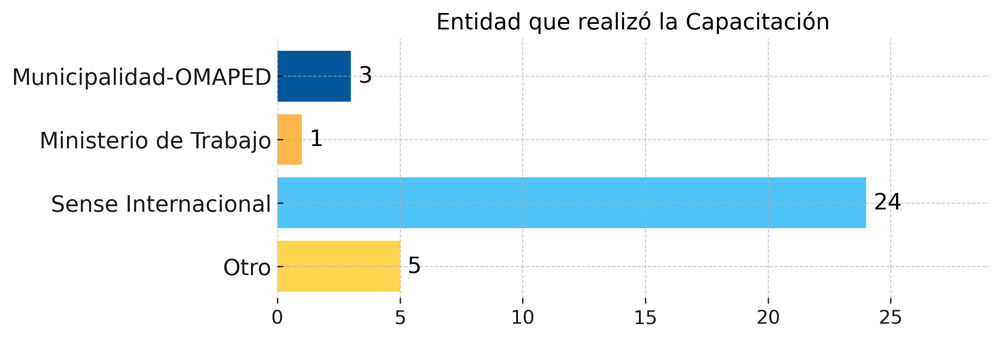 Entidad que realizó la Capacitación
Municipalidad-OMAPED
3
Ministerio de Trabajo
1
Sense Internacional
24
Otro
5
0 5 10 15 20 25